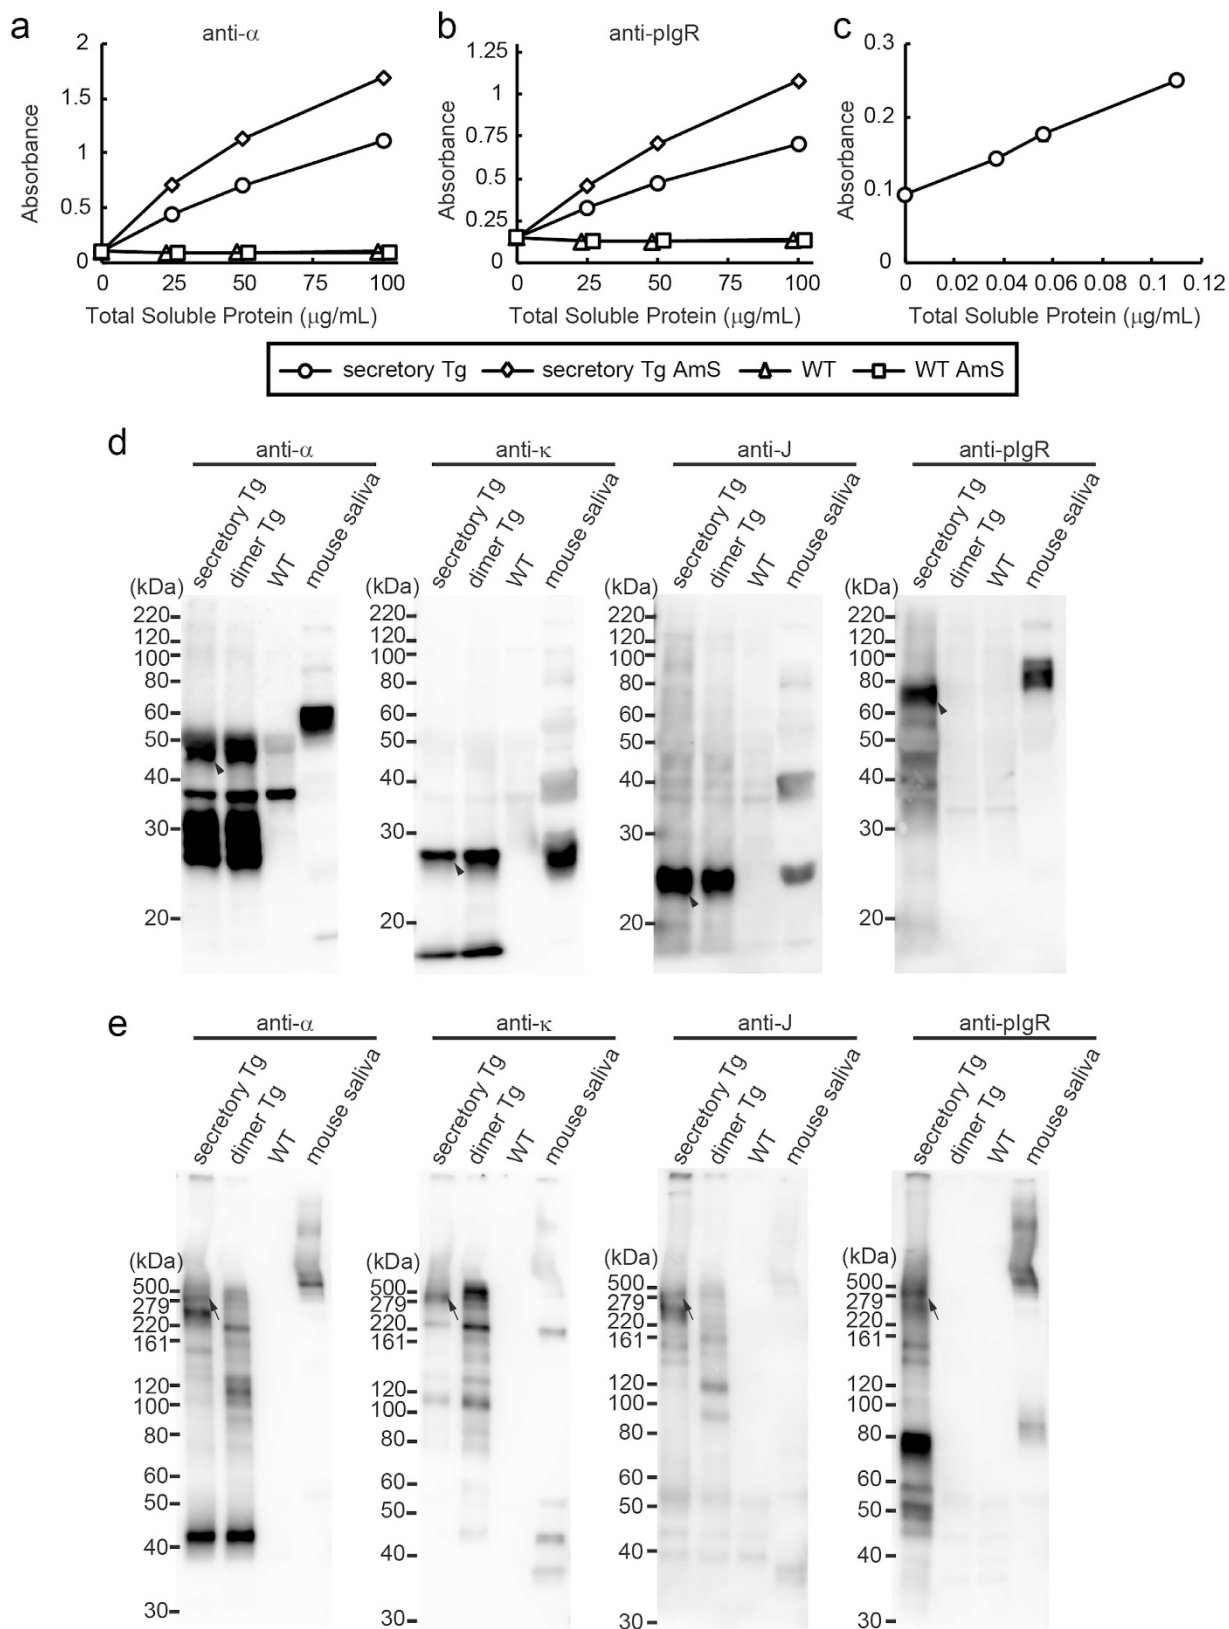 a
anti-α
2
1.5
1
0.5
0
Absorbance
0
25
50
75
100
Total Soluble Protein (μg/mL)
b
anti-pIgR
1.25
1
0.75
0.5
0.25
0
Absorbance
0
25
50
75
100
Total Soluble Protein (μg/mL)
c
0.3
0.2
0.1
0
Absorbance
0
0.02
0.04
0.06
0.08
0.1
0.12
Total Soluble Protein (μg/mL)
secretory Tg
secretory Tg AmS
WT
WT AmS
d
anti-α
secretory Tg
dimer Tg
WT
mouse saliva
(kDa)
220
120
100
80
60
50
40
30
20
anti-κ
secretory Tg
dimer Tg
WT
mouse saliva
(kDa)
220
120
100
80
60
50
40
30
20
anti-J
secretory Tg
dimer Tg
WT
mouse saliva
(kDa)
220
120
100
80
60
50
40
30
20
anti-pIgR
secretory Tg
dimer Tg
WT
mouse saliva
(kDa)
220
120
100
80
60
50
40
30
20
e
anti-α
secretory Tg
dimer Tg
WT
mouse saliva
(kDa)
500
279
220
161
120
100
80
60
50
40
30
anti-κ
secretory Tg
dimer Tg
WT
mouse saliva
(kDa)
500
279
220
161
120
100
80
60
50
40
30
anti-J
secretory Tg
dimer Tg
WT
mouse saliva
(kDa)
500
279
220
161
120
100
80
60
50
40
30
anti-pIgR
secretory Tg
dimer Tg
WT
mouse saliva
(kDa)
500
279
220
161
120
100
80
60
50
40
30